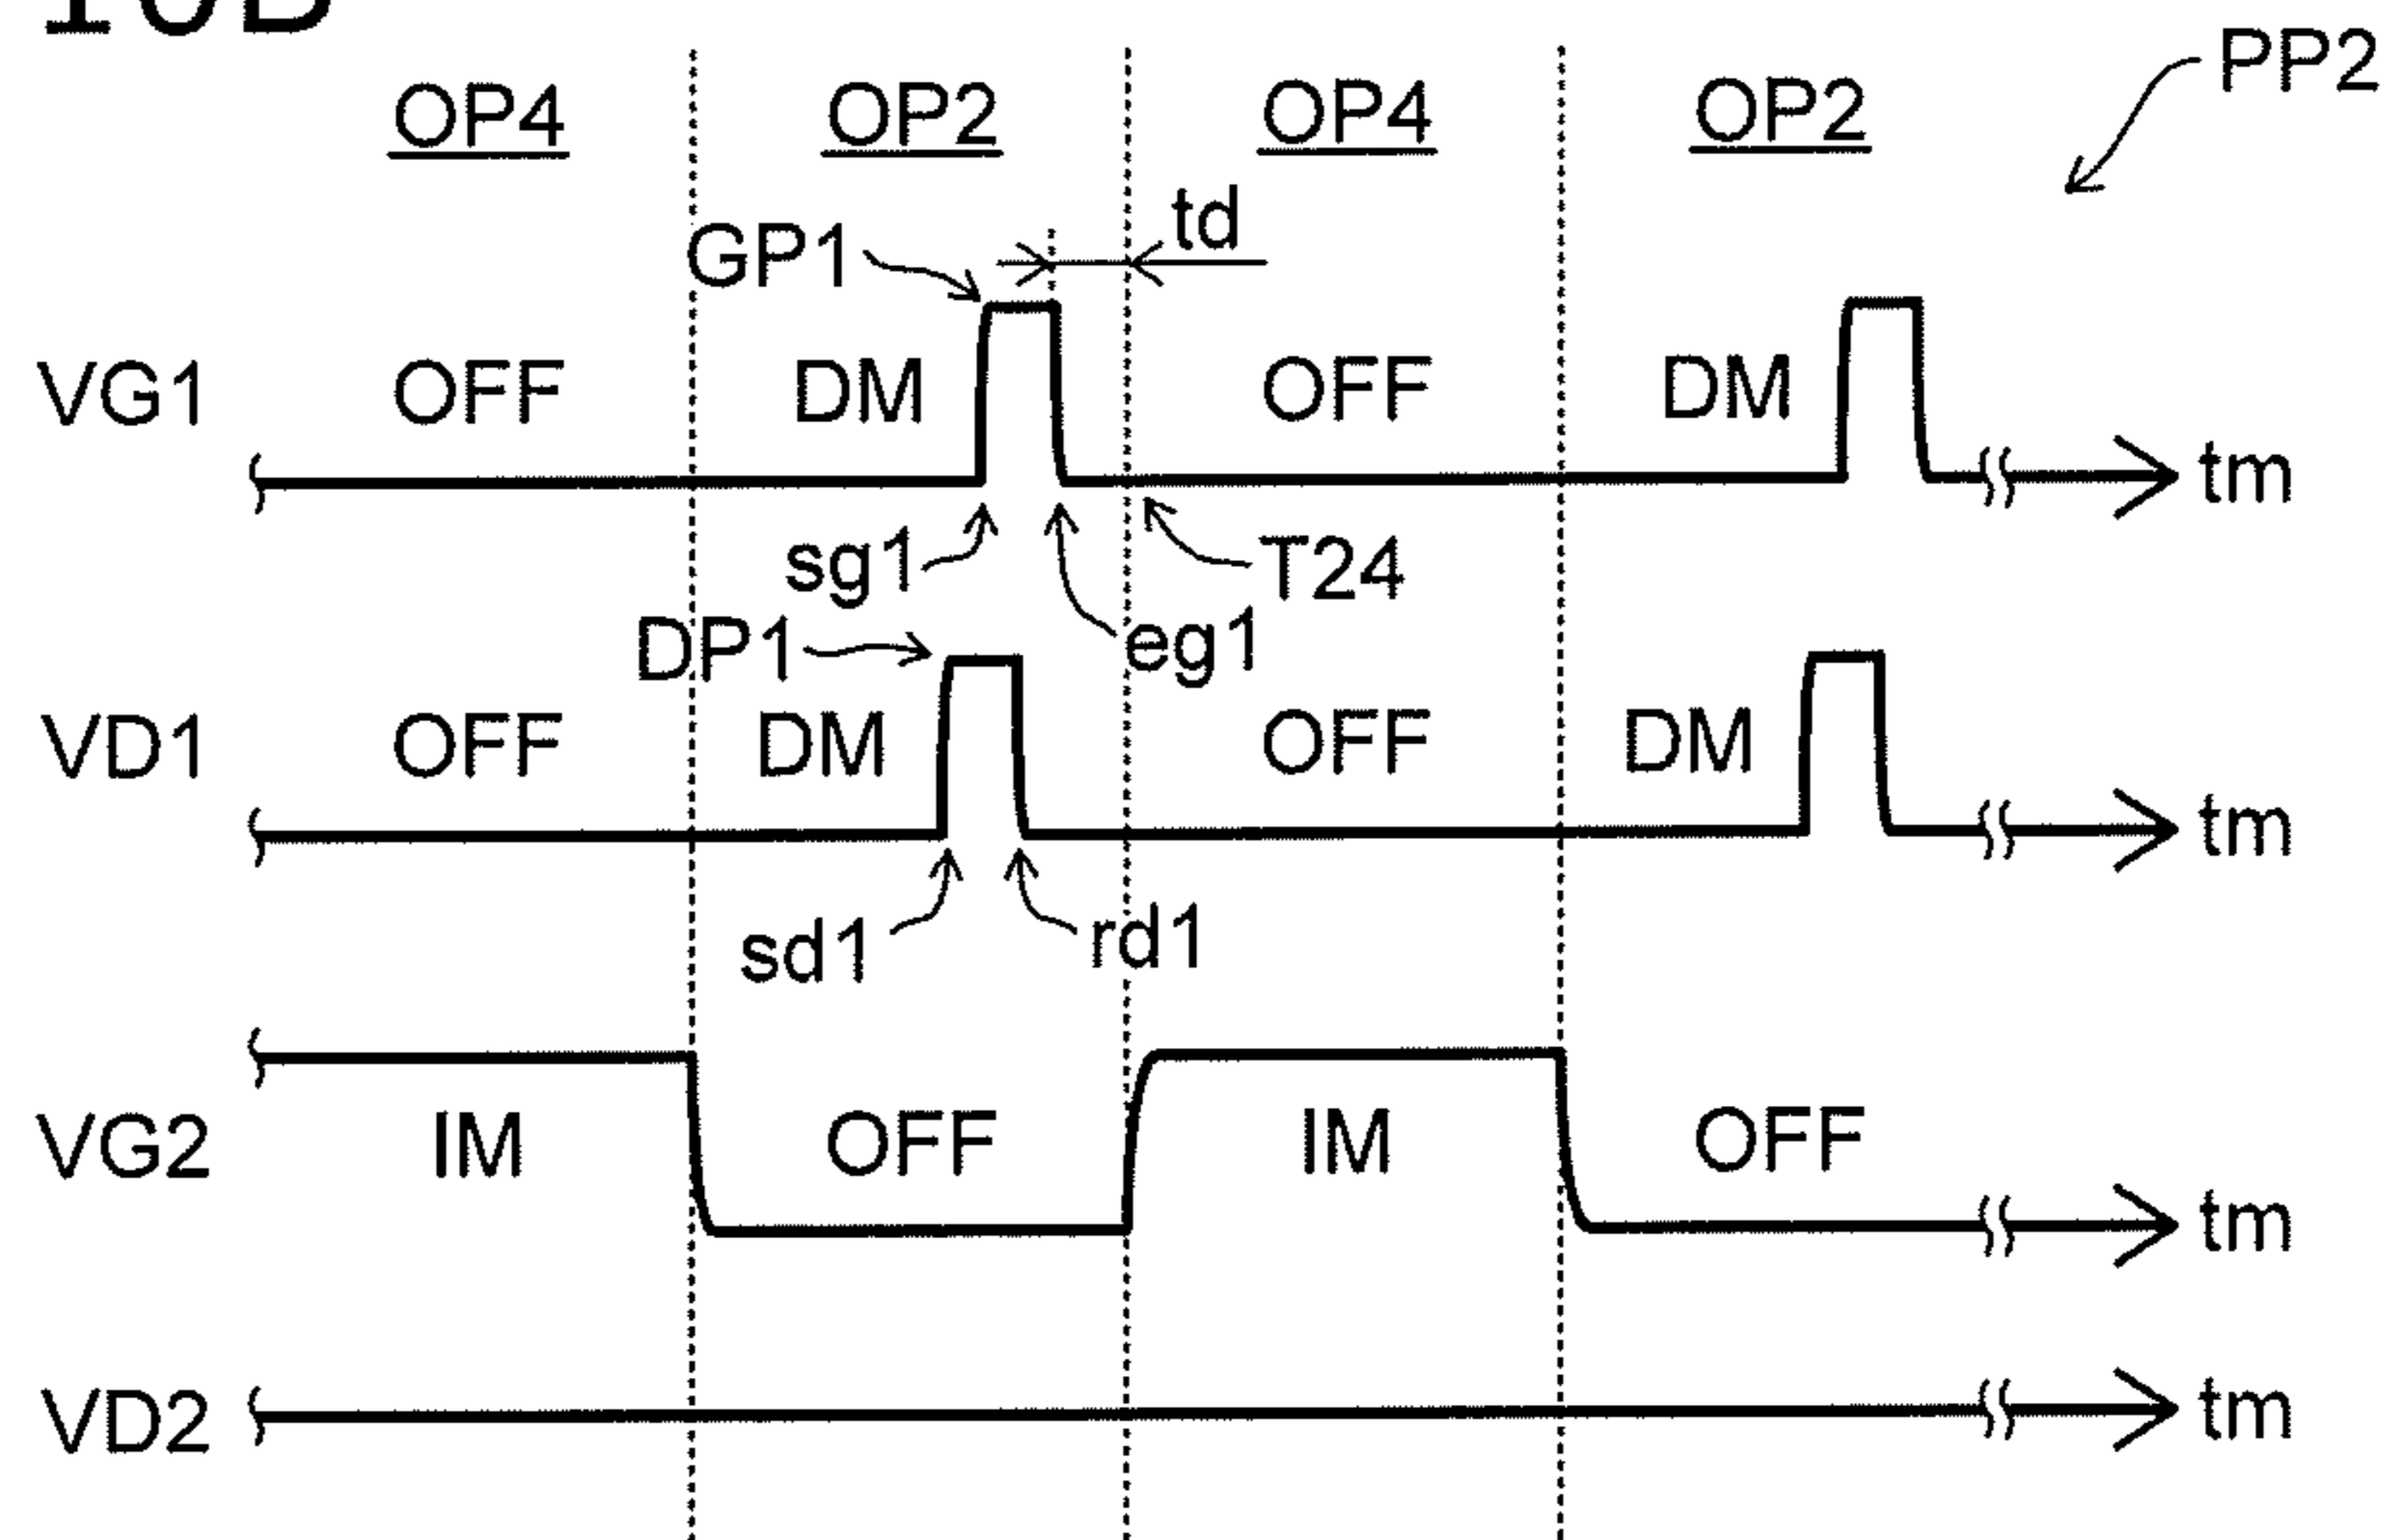 10B
PP2
OP4 OP2 OP4 OP2
GP1 td
VG1 OFF DM OFF DM tm
sg1 T24
DP1 eg1
VD1 OFF DM OFF DM tm
sd1 rd1
VG2 IM OFF IM OFF tm
VD2 tm